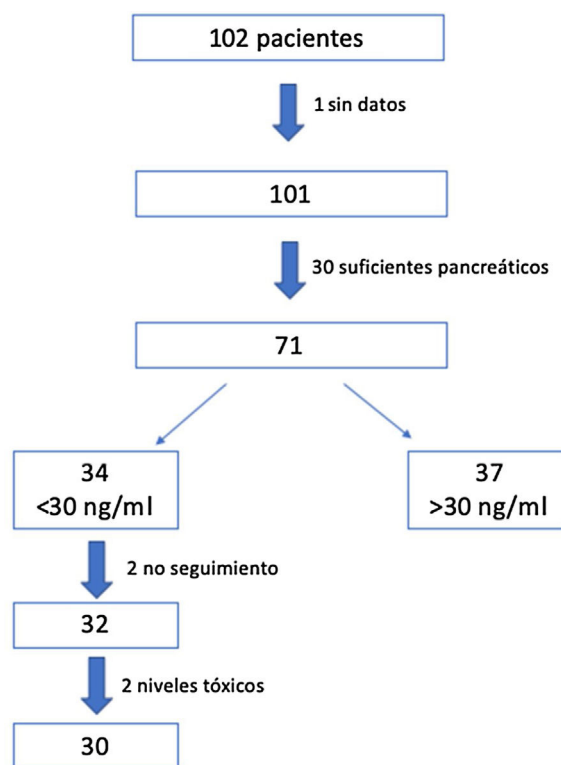 102 pacientes
1 sin datos
101
30 suficientes pancreáticos
71
34
<30 ng/ml
37
>30 ng/ml
2 no seguimiento
32
2 niveles tóxicos
30